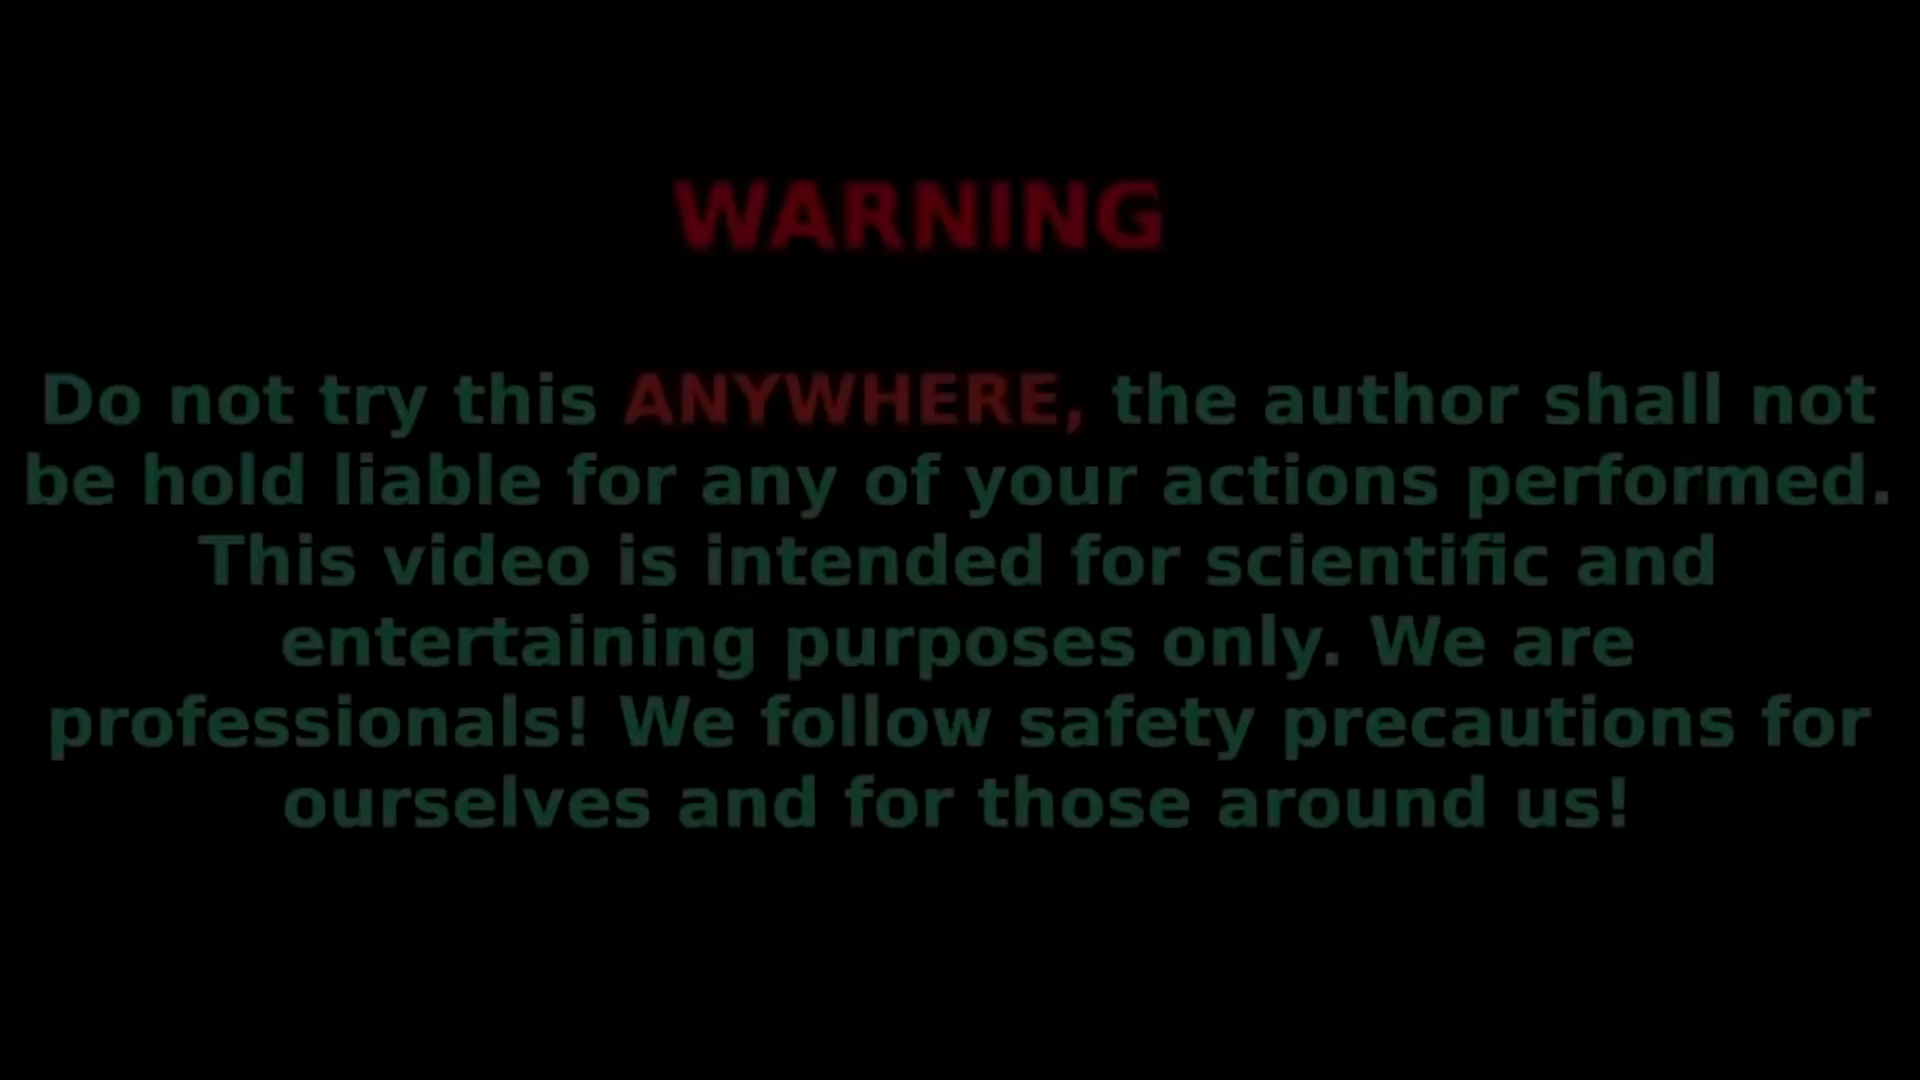 WARNING
Do not try this ANYWHERE, the author shall not
be hold liable for any of your actions performed.
This video is intended for scientific and
entertaining purposes only. We are
professionals! We follow safety precautions for
ourselves and for those around us!